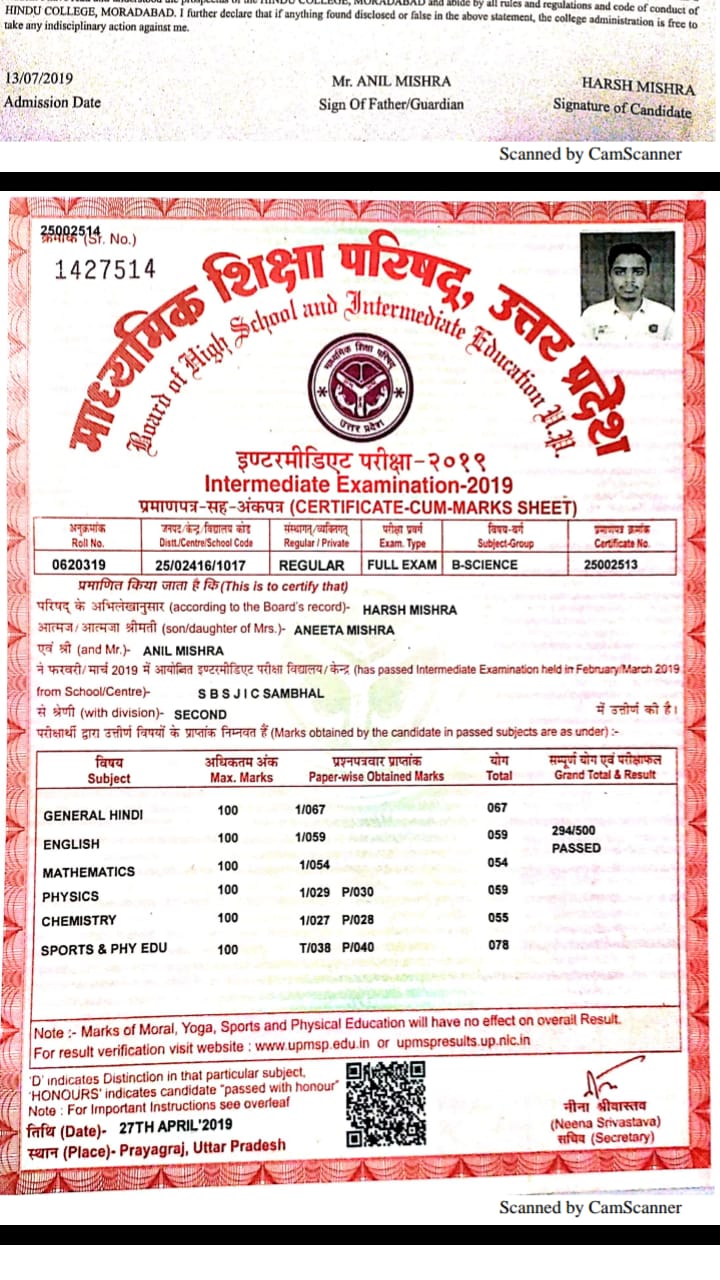 HINDU COLLEGE, MORADABAD. I further declare that if anything found disclosed or false in the above statement, the college administration is free to
take any indisciplinary action against me.
13/07/2019
Admission Date
Mr. ANIL MISHRA
Sign Of Father/Guardian
HARSH MISHRA
Signature of Candidate
Scanned by CamScanner
25002514
क्रमांक (Sr. No.)
1427514
माध्यमिक शिक्षा परिषद्, उत्तर प्रदेश
Board of High School and Intermediate Education U.P.
माध्यमिक शिक्षा परिषद्
उत्तर प्रदेश
इण्टरमीडिएट परीक्षा-२०१९
Intermediate Examination-2019
प्रमाणपत्र-सह-अंकपत्र (CERTIFICATE-CUM-MARKS SHEET)
अनुक्रमांक जनपद/केन्द्र/विद्यालय कोड संस्थागत/व्यक्तिगत परीक्षा प्रवर्ग विषय-वर्ग प्रमाणपत्र क्रमांक
Roll No. Distt./Centre/School Code Regular / Private Exam. Type Subject-Group Certificate No.
0620319 25/02416/1017 REGULAR FULL EXAM B-SCIENCE 25002513
प्रमाणित किया जाता है कि (This is to certify that)
परिषद के अभिलेखानुसार (according to the Board's record)- HARSH MISHRA
आत्मज/आत्मजा श्रीमती (son/daughter of Mrs.)- ANEETA MISHRA
एवं श्री (and Mr.)- ANIL MISHRA
ने फरवरी/मार्च 2019 में आयोजित इण्टरमीडिएट परीक्षा विद्यालय/केन्द्र (has passed Intermediate Examination held in February/March 2019
from School/Centre)- S B S J I C SAMBHAL
से श्रेणी (with division)- SECOND में उत्तीर्ण की है।
परीक्षार्थी द्वारा उत्तीर्ण विषयों के प्राप्तांक निम्नवत हैं (Marks obtained by the candidate in passed subjects are as under) :-
विषय अधिकतम अंक प्रश्नपत्रवार प्राप्तांक योग सम्पूर्ण योग एवं परीक्षाफल
Subject Max. Marks Paper-wise Obtained Marks Total Grand Total & Result
GENERAL HINDI 100 1/067 067
ENGLISH 100 1/059 059 294/500
PASSED
MATHEMATICS 100 1/054 054
PHYSICS 100 1/029 P/030 059
CHEMISTRY 100 1/027 P/028 055
SPORTS & PHY EDU 100 T/038 P/040 078
Note :- Marks of Moral, Yoga, Sports and Physical Education will have no effect on overall Result.
For result verification visit website : www.upmsp.edu.in or upmspresults.up.nic.in
'D' indicates Distinction in that particular subject,
'HONOURS' indicates candidate "passed with honour"
Note : For Important Instructions see overleaf
तिथि (Date)- 27TH APRIL'2019
स्थान (Place)- Prayagraj, Uttar Pradesh
नीना श्रीवास्तव
(Neena Srivastava)
सचिव (Secretary)
Scanned by CamScanner